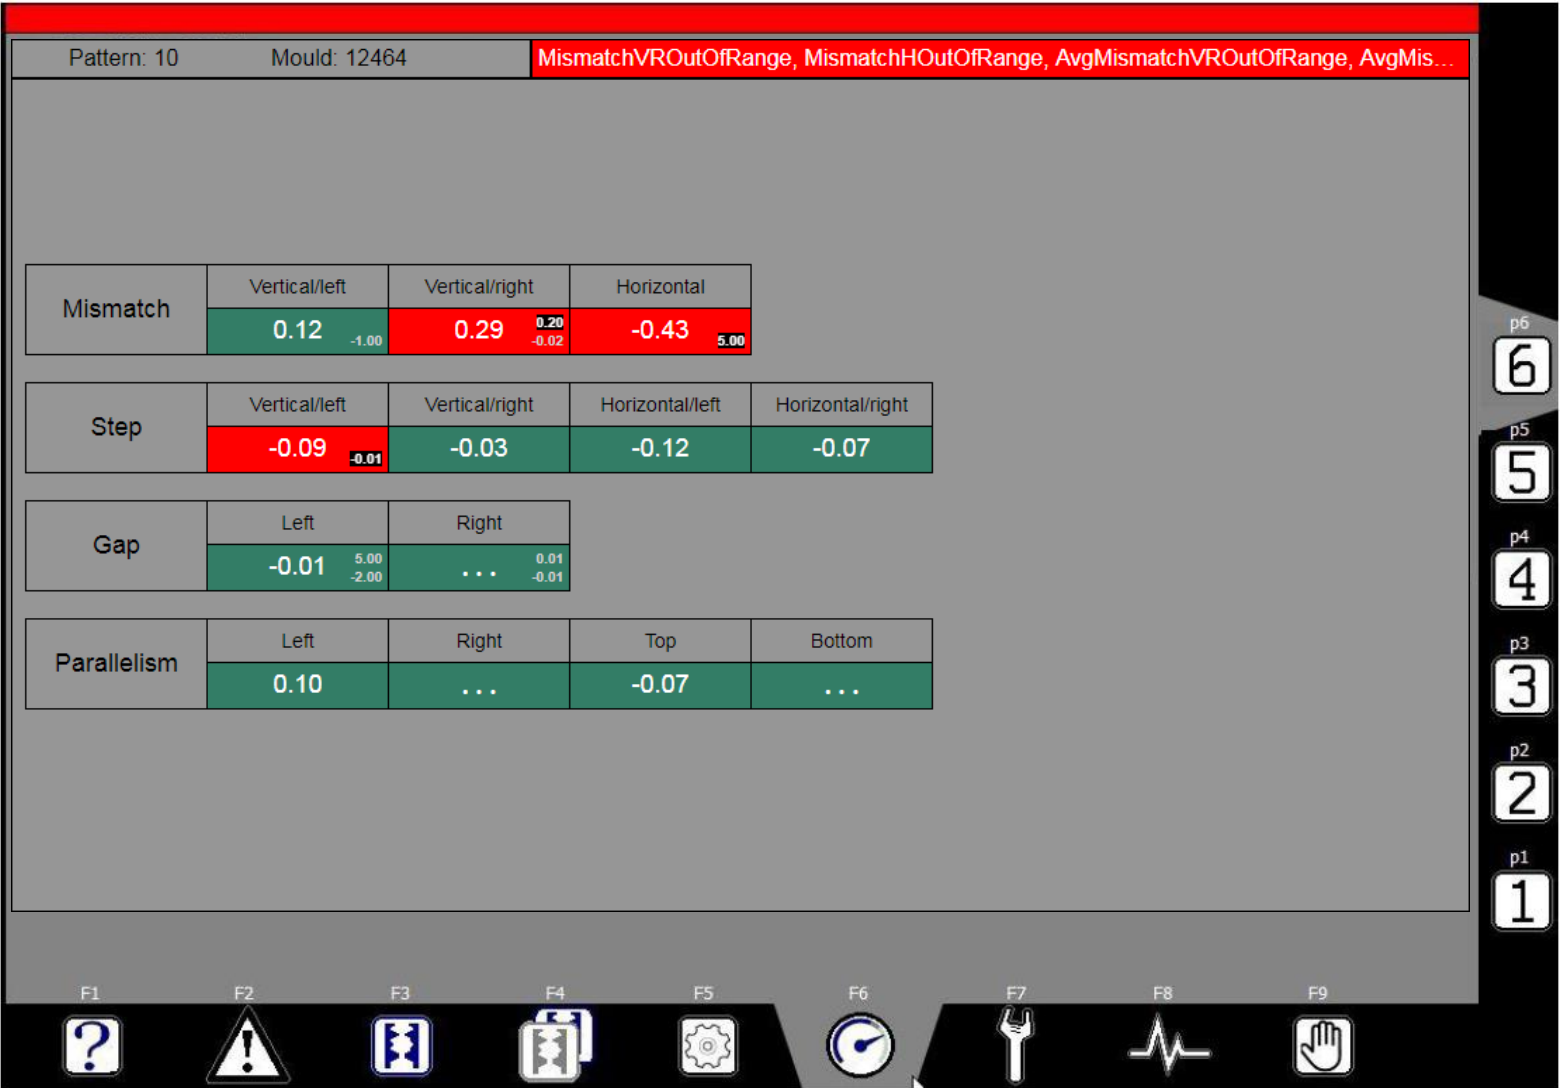 Pattern: 10 Mould: 12464 MismatchVROutOfRange, MismatchHOutOfRange, AvgMismatchVROutOfRange, AvgMis...
Mismatch
Vertical/left Vertical/right Horizontal
0.12 -1.00 0.29 0.20 -0.02 -0.43 5.00
Step
Vertical/left Vertical/right Horizontal/left Horizontal/right
-0.09 -0.01 -0.03 -0.12 -0.07
Gap
Left Right
-0.01 5.00 -2.00 ... 0.01 -0.01
Parallelism
Left Right Top Bottom
0.10 ... -0.07 ...
p6
6
p5
5
p4
4
p3
3
p2
2
p1
1
F1 F2 F3 F4 F5 F6 F7 F8 F9
? !